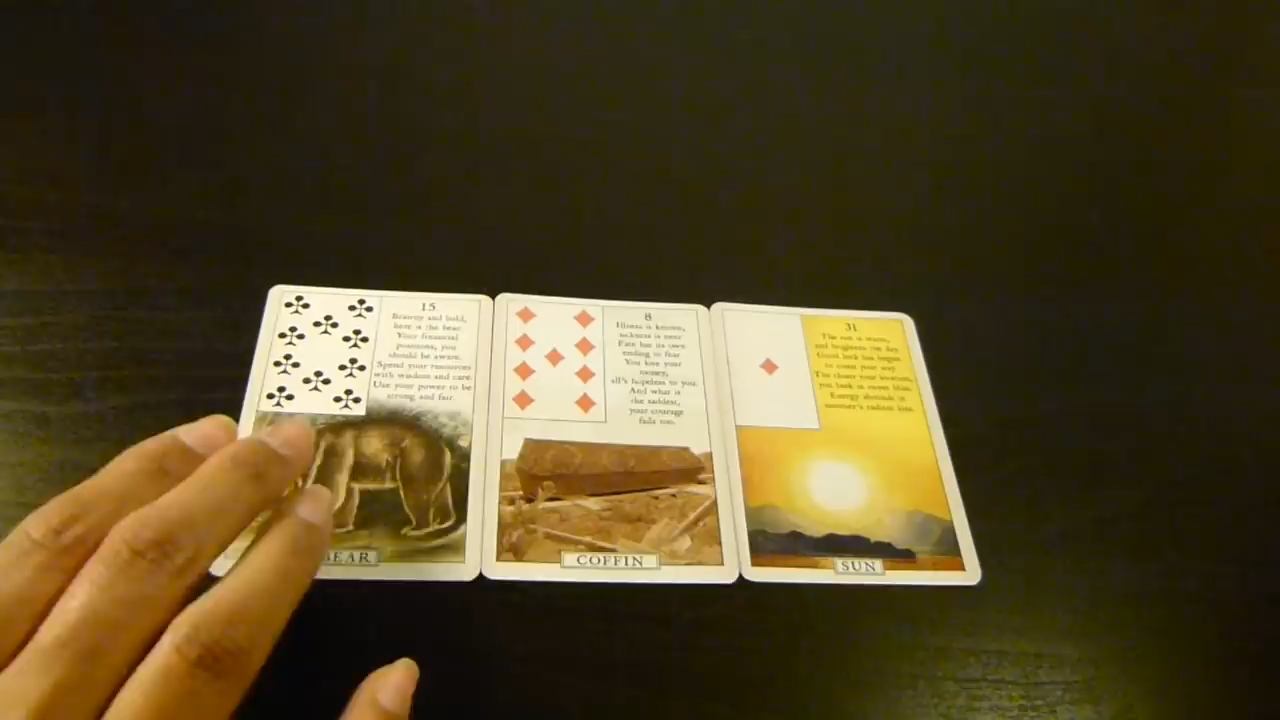 15
Brawny and bold,
here is the bear.
Your financial
positions, you
should be aware.
Spend your resources
with wisdom and care.
Use your power to be
strong and fair.
BEAR
8
Illness is known,
sickness is near
Fate has its own
ending to fear
You lose your
money,
all's hopeless to you.
And what is
the saddest,
your courage
fails too.
COFFIN
31
The sun is warm,
and brightens the day.
Good luck has begun
to come your way
The closer your
you bask in sweet bliss.
Energy abounds in
summer's radiant kiss
SUN